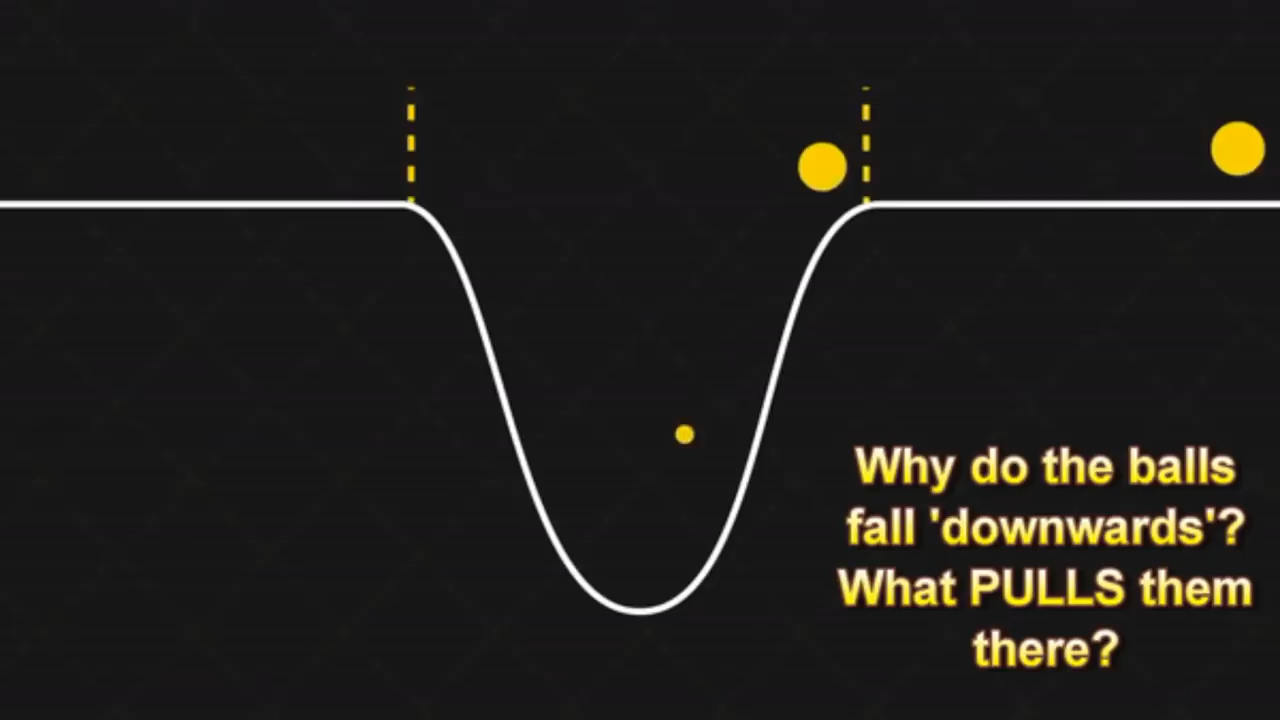 Why do the balls
fall 'downwards'?
What PULLS them
there?